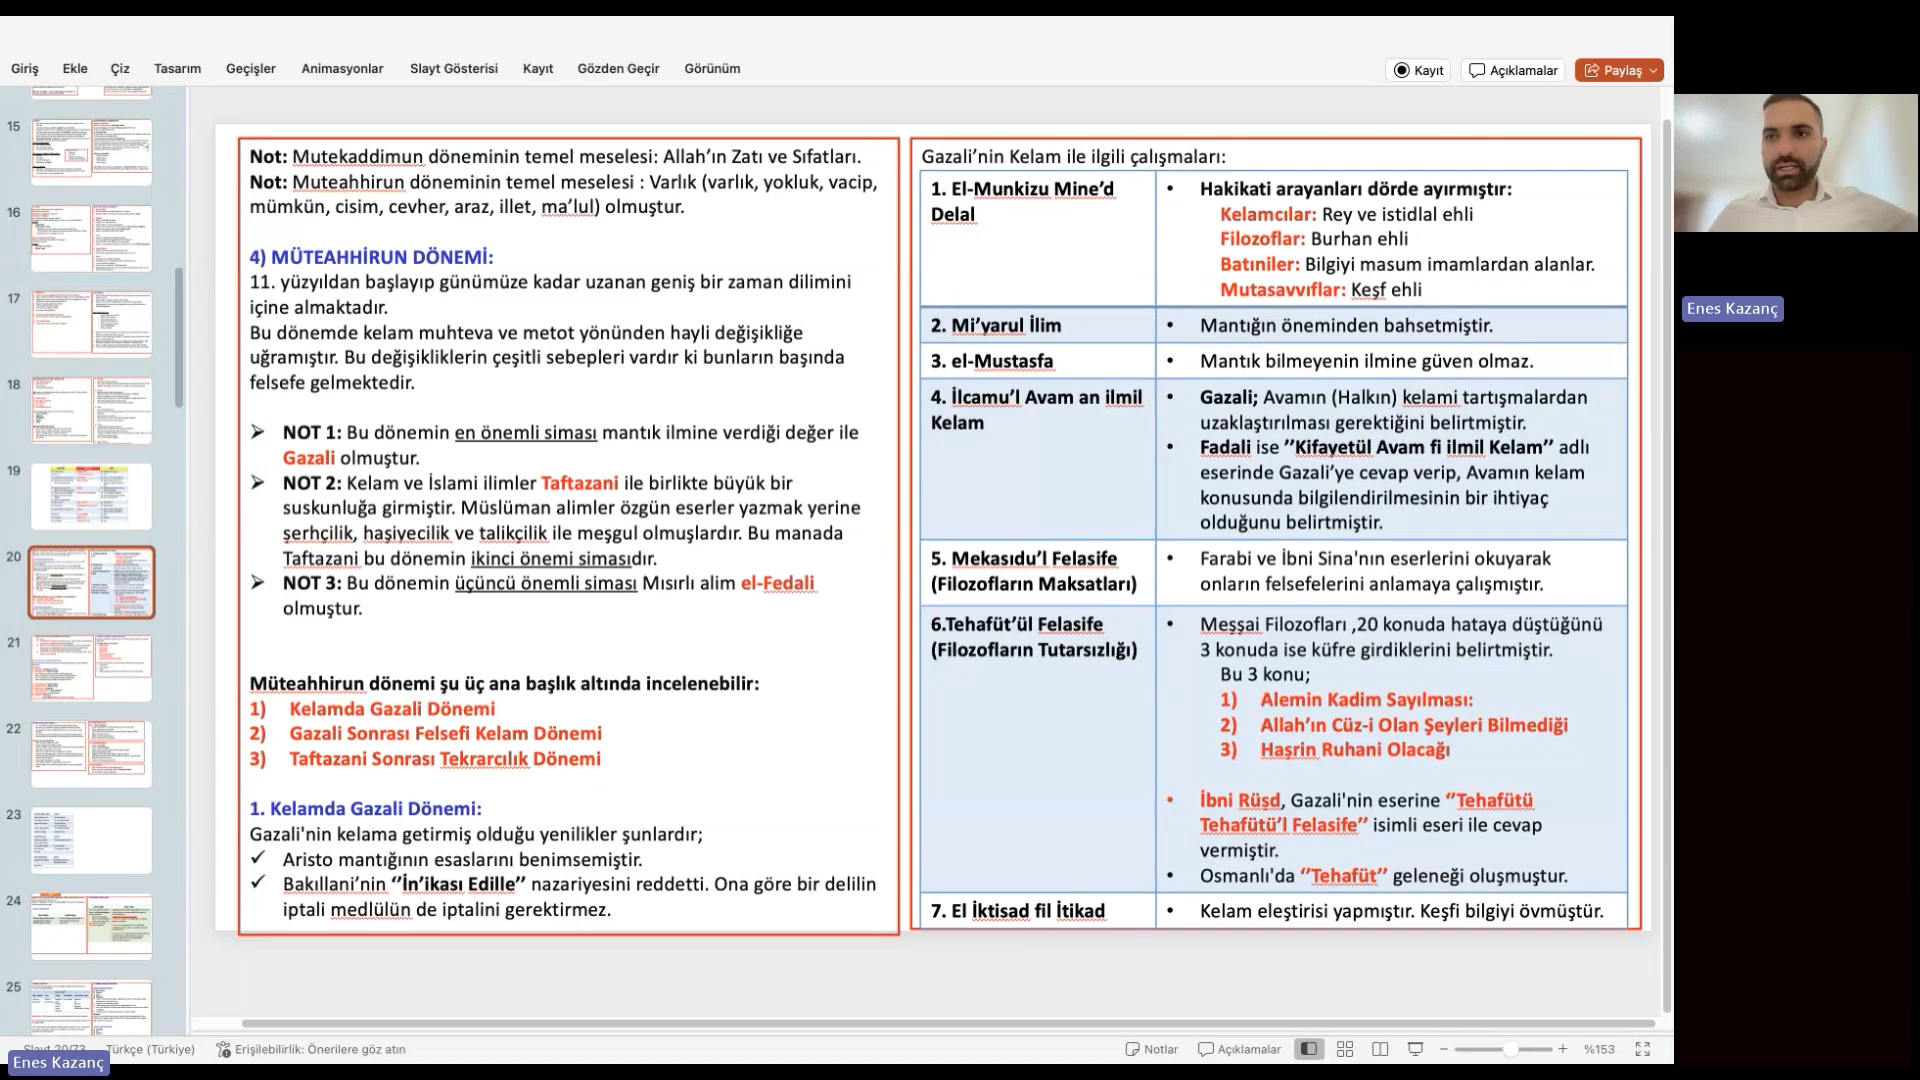 Giriş Ekle Çiz Tasarım Geçişler Animasyonlar Slayt Gösterisi Kayıt Gözden Geçir Görünüm
Kayıt Açıklamalar Paylaş
15
16
17
18
19
20
21
22
23
24
25
Not: Mutekaddimun döneminin temel meselesi: Allah’ın Zatı ve Sıfatları.
Not: Muteahhirun döneminin temel meselesi : Varlık (varlık, yokluk, vacip,
mümkün, cisim, cevher, araz, illet, ma’lul) olmuştur.
4) MÜTEAHHİRUN DÖNEMİ:
11. yüzyıldan başlayıp günümüze kadar uzanan geniş bir zaman dilimini
içine almaktadır.
Bu dönemde kelam muhteva ve metot yönünden hayli değişikliğe
uğramıştır. Bu değişikliklerin çeşitli sebepleri vardır ki bunların başında
felsefe gelmektedir.
➢ NOT 1: Bu dönemin en önemli siması mantık ilmine verdiği değer ile
Gazali olmuştur.
➢ NOT 2: Kelam ve İslami ilimler Taftazani ile birlikte büyük bir
suskunluğa girmiştir. Müslüman alimler özgün eserler yazmak yerine
şerhçilik, haşiyecilik ve talikçilik ile meşgul olmuşlardır. Bu manada
Taftazani bu dönemin ikinci önemi simasıdır.
➢ NOT 3: Bu dönemin üçüncü önemli siması Mısırlı alim el-Fedali
olmuştur.
Müteahhirun dönemi şu üç ana başlık altında incelenebilir:
1) Kelamda Gazali Dönemi
2) Gazali Sonrası Felsefi Kelam Dönemi
3) Taftazani Sonrası Tekrarcılık Dönemi
1. Kelamda Gazali Dönemi:
Gazali'nin kelama getirmiş olduğu yenilikler şunlardır;
✓ Aristo mantığının esaslarını benimsemiştir.
✓ Bakıllani’nin ‘’İn’ikası Edille’’ nazariyesini reddetti. Ona göre bir delilin
iptali medlülün de iptalini gerektirmez.
Gazali’nin Kelam ile ilgili çalışmaları:
1. El-Munkizu Mine’d
Delal
• Hakikati arayanları dörde ayırmıştır:
Kelamcılar: Rey ve istidlal ehli
Filozoflar: Burhan ehli
Batıniler: Bilgiyi masum imamlardan alanlar.
Mutasavvıflar: Keşf ehli
2. Mi’yarul İlim
• Mantığın öneminden bahsetmiştir.
3. el-Mustasfa
• Mantık bilmeyenin ilmine güven olmaz.
4. İlcamu’l Avam an ilmil
Kelam
• Gazali; Avamın (Halkın) kelami tartışmalardan
uzaklaştırılması gerektiğini belirtmiştir.
• Fadali ise ‘’Kifayetül Avam fi ilmil Kelam’’ adlı
eserinde Gazali’ye cevap verip, Avamın kelam
konusunda bilgilendirilmesinin bir ihtiyaç
olduğunu belirtmiştir.
5. Mekasıdu’l Felasife
(Filozofların Maksatları)
• Farabi ve İbni Sina'nın eserlerini okuyarak
onların felsefelerini anlamaya çalışmıştır.
6.Tehafüt’ül Felasife
(Filozofların Tutarsızlığı)
• Meşşai Filozofları ,20 konuda hataya düştüğünü
3 konuda ise küfre girdiklerini belirtmiştir.
Bu 3 konu;
1) Alemin Kadim Sayılması:
2) Allah’ın Cüz-i Olan Şeyleri Bilmediği
3) Haşrin Ruhani Olacağı
• İbni Rüşd, Gazali'nin eserine ‘’Tehafütü
Tehafütü’l Felasife’’ isimli eseri ile cevap
vermiştir.
• Osmanlı'da ‘’Tehafüt’’ geleneği oluşmuştur.
7. El İktisad fil İtikad
• Kelam eleştirisi yapmıştır. Keşfi bilgiyi övmüştür.
Enes Kazanç
Slayt 20/73 Türkçe (Türkiye) Erişilebilirlik: Önerilere göz atın
Notlar Açıklamalar %153
Enes Kazanç